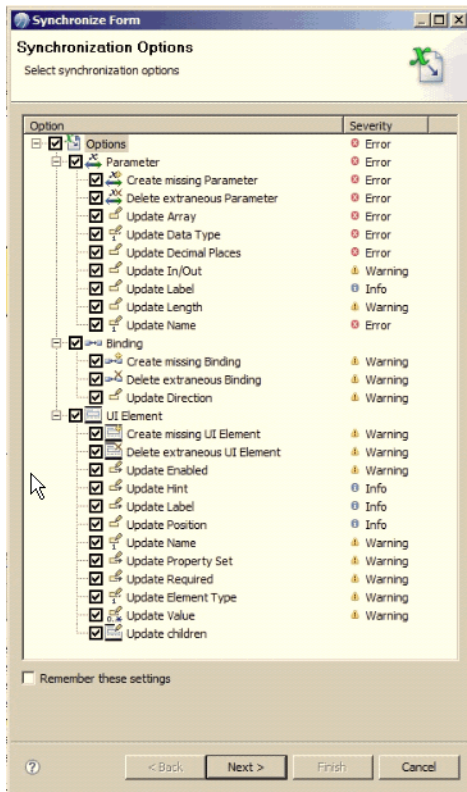 Synchronize Form
Synchronization Options
Select synchronization options
Option Severity
Options Error
Parameter Error
Create missing Parameter Error
Delete extraneous Parameter Error
Update Array Error
Update Data Type Error
Update Decimal Places Error
Update In/Out Warning
Update Label Info
Update Length Warning
Update Name Error
Binding
Create missing Binding Warning
Delete extraneous Binding Warning
Update Direction Warning
UI Element
Create missing UI Element Warning
Delete extraneous UI Element Warning
Update Enabled Warning
Update Hint Info
Update Label Info
Update Position Info
Update Name Warning
Update Property Set Warning
Update Required Warning
Update Element Type Warning
Update Value Warning
Update children
Remember these settings
< Back Next > Finish Cancel